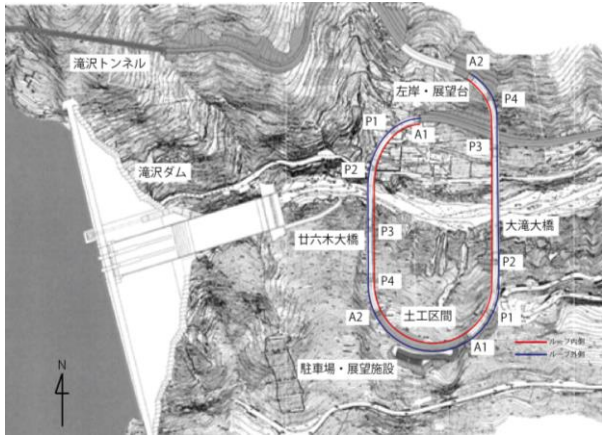 滝沢トンネル
A2
左岸・展望台
P4
P1
A1
P3
滝沢ダム
P2
廿六木大橋
P3
大滝大橋
P2
P4
A2
土工区間
P1
A1
ループ内側
ループ外側
駐車場・展望施設
N